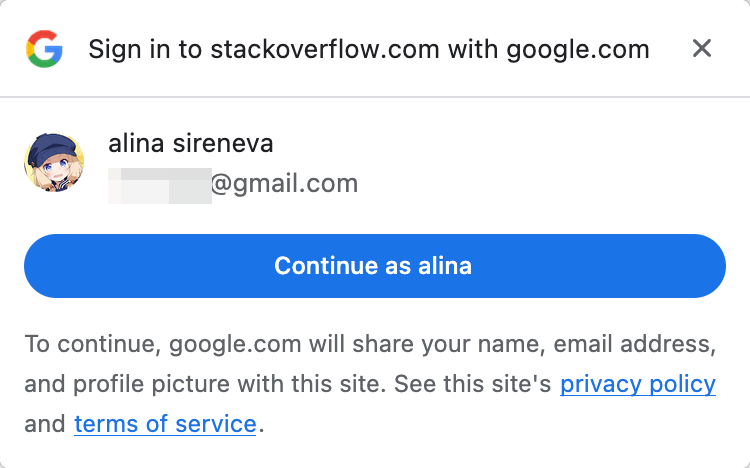 Sign in to stackoverflow.com with google.com
alina sireneva
@gmail.com
Continue as alina
To continue, google.com will share your name, email address,
and profile picture with this site. See this site's privacy policy
and terms of service.